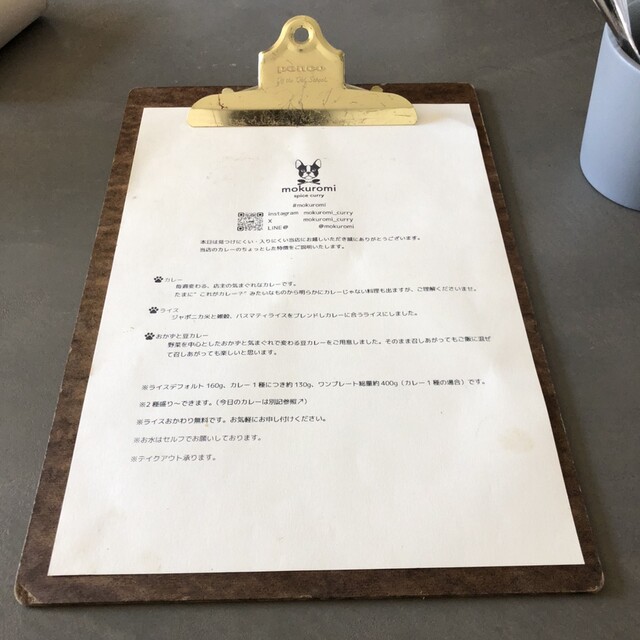 penco
mokuromi
spice curry
#mokuromi
instagram mokuromi_curry
X mokuromi_curry
LINE@ @mokuromi
本日は見つけにくい・入りにくい当店にお越しいただき誠にありがとうございます。
当店のカレーのちょっとした特徴をご説明いたします。
カレー
毎週変わる、店主の気まぐれなカレーです。
たまに"これがカレー？"みたいなものから明らかにカレーじゃない料理も出ますが、ご理解くださいませ。
ライス
ジャポニカ米と雑穀、バスマティライスをブレンドしカレーに合うライスにしました。
おかずと豆カレー
野菜を中心としたおかずと気まぐれで変わる豆カレーをご用意しました。そのまま召しあがってもご飯に混ぜ
て召しあがっても楽しいと思います。
※ライスデフォルト160g、カレー1種につき約130g、ワンプレート総量約400g（カレー1種の場合）です。
※2種盛り〜できます。（今日のカレーは別記参照↗）
※ライスおかわり無料です。お気軽にお申し付けください。
※お水はセルフでお願いしております。
※テイクアウト承ります。